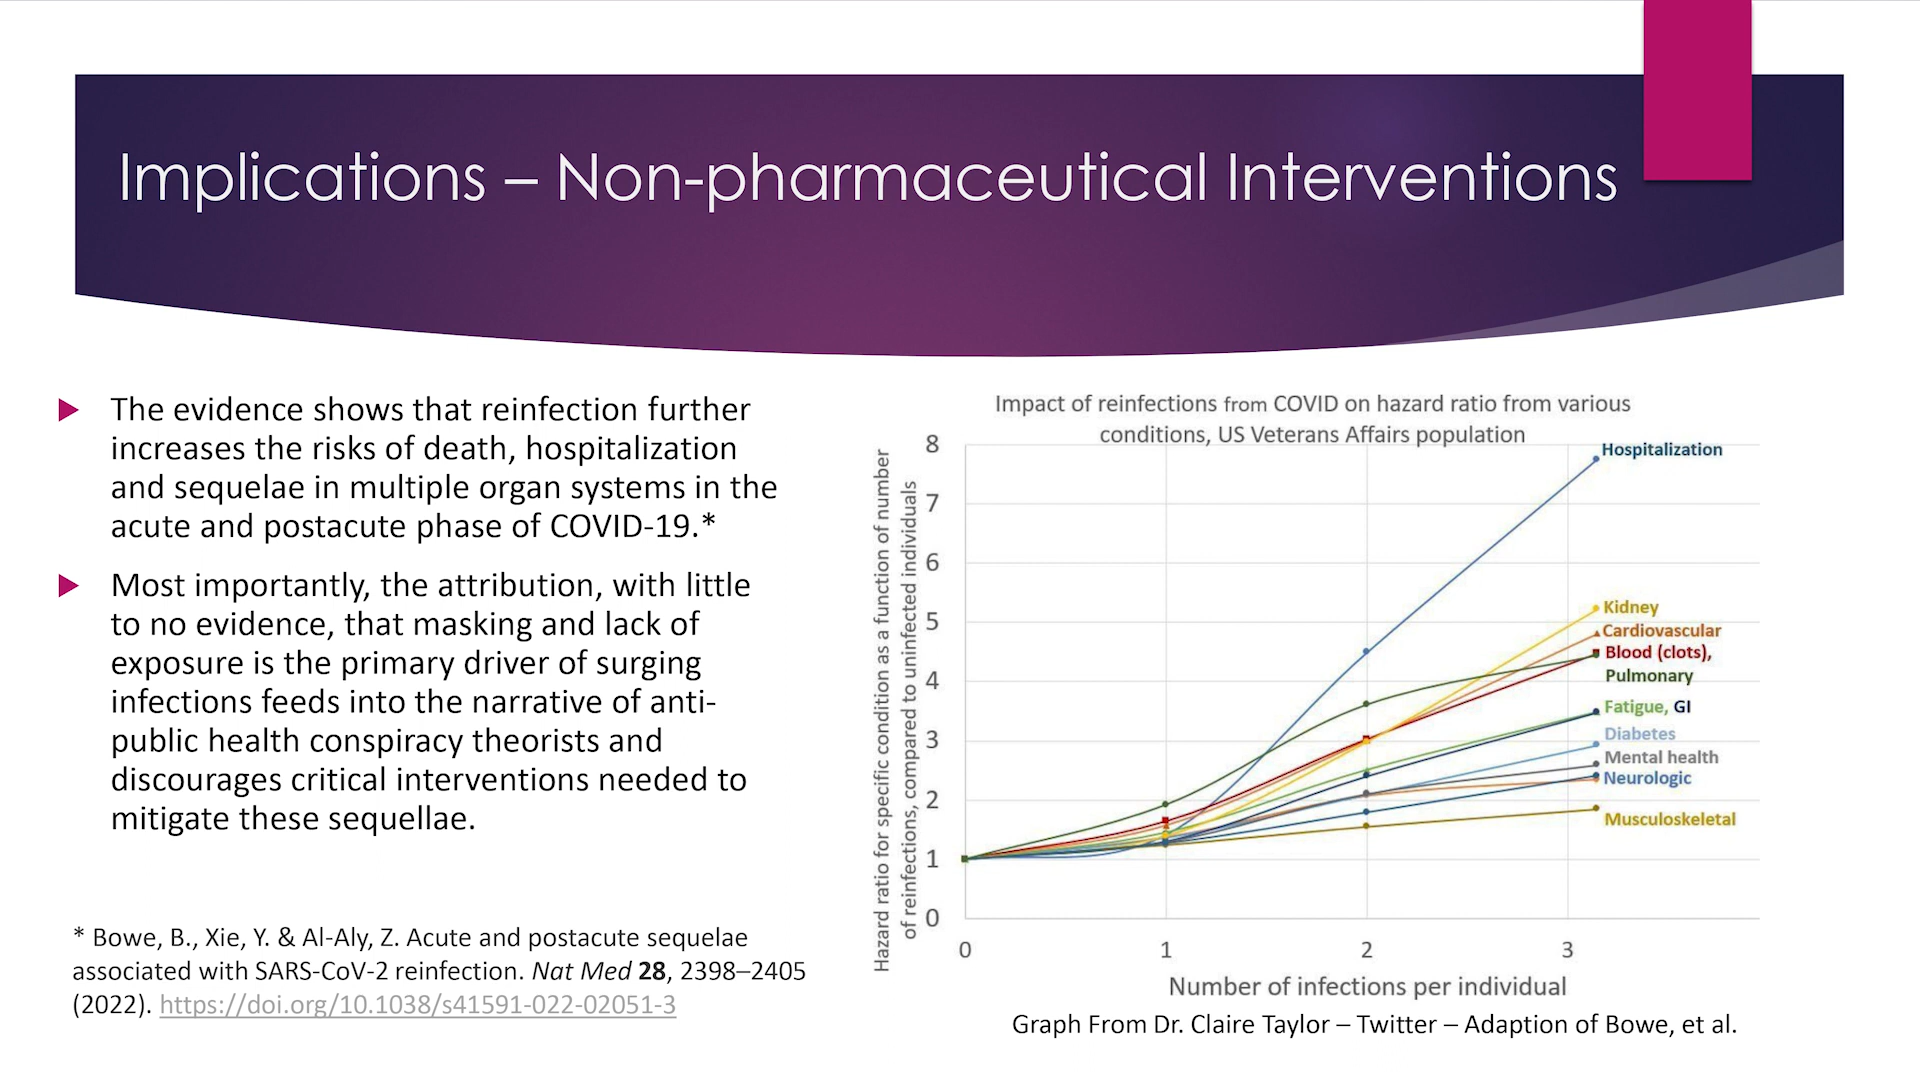 Implications – Non-pharmaceutical Interventions
The evidence shows that reinfection further
increases the risks of death, hospitalization
and sequelae in multiple organ systems in the
acute and postacute phase of COVID-19.*
Most importantly, the attribution, with little
to no evidence, that masking and lack of
exposure is the primary driver of surging
infections feeds into the narrative of anti-
public health conspiracy theorists and
discourages critical interventions needed to
mitigate these sequellae.
* Bowe, B., Xie, Y. & Al-Aly, Z. Acute and postacute sequelae
associated with SARS-CoV-2 reinfection. Nat Med 28, 2398–2405
(2022). https://doi.org/10.1038/s41591-022-02051-3
Impact of reinfections from COVID on hazard ratio from various
conditions, US Veterans Affairs population
Hazard ratio for specific condition as a function of number
of reinfections, compared to uninfected individuals
8
7
6
5
4
3
2
1
0
Hospitalization
Kidney
Cardiovascular
Blood (clots),
Pulmonary
Fatigue, GI
Diabetes
Mental health
Neurologic
Musculoskeletal
0 1 2 3
Number of infections per individual
Graph From Dr. Claire Taylor – Twitter – Adaption of Bowe, et al.